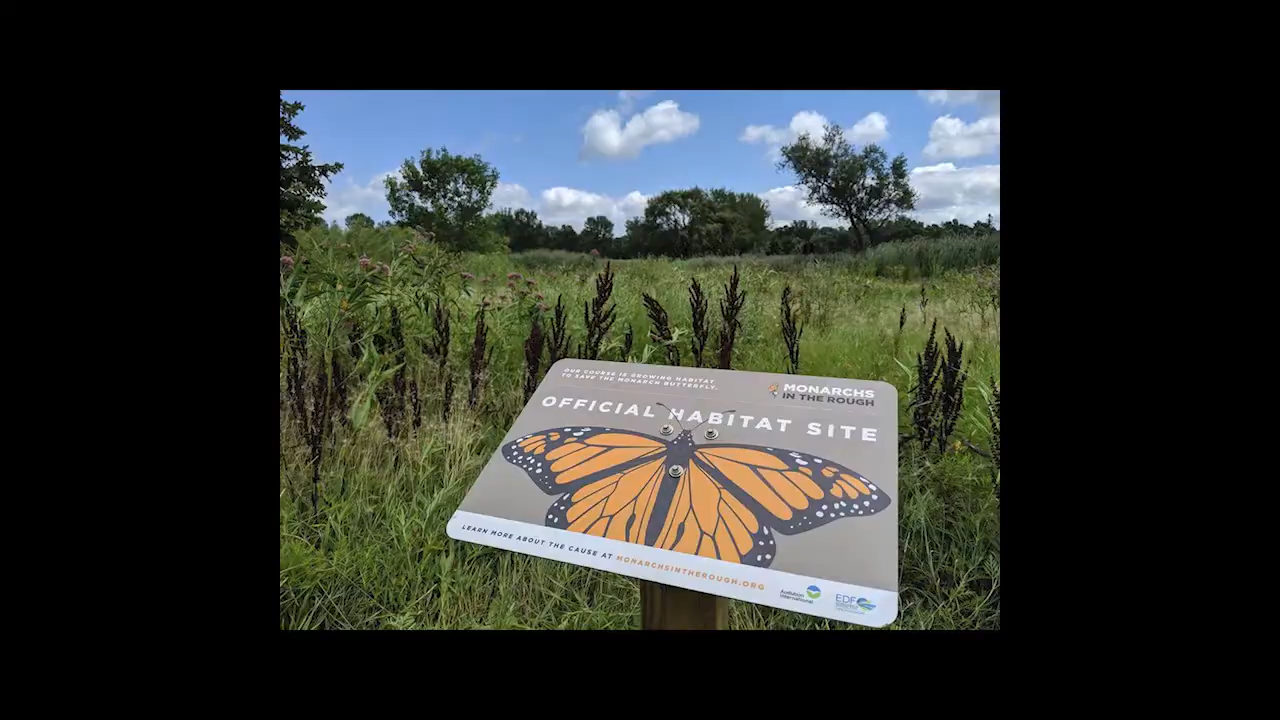 OUR COURSE IS GROWING HABITAT
TO SAVE THE MONARCH BUTTERFLY.
MONARCHS
IN THE ROUGH
OFFICIAL HABITAT SITE
LEARN MORE ABOUT THE CAUSE AT MONARCHSINTHEROUGH.ORG
Audubon
International
EDF